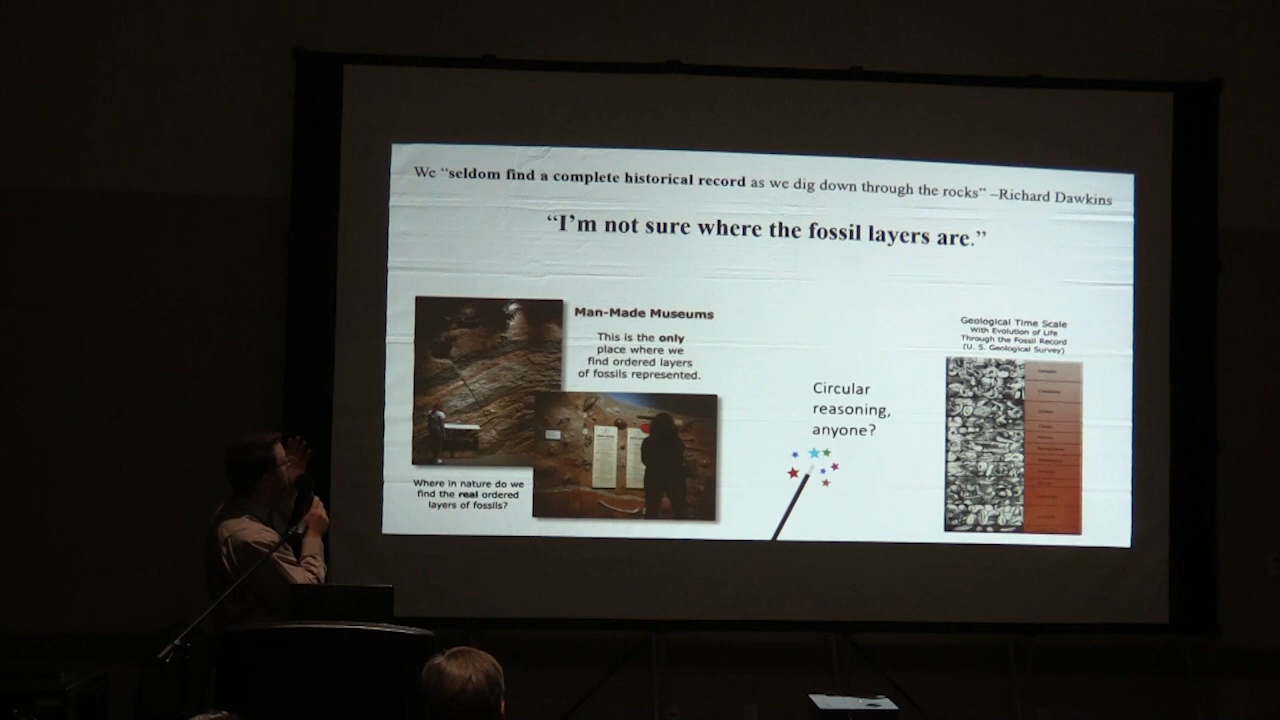 We “seldom find a complete historical record as we dig down through the rocks” –Richard Dawkins
“I’m not sure where the fossil layers are.”
Man-Made Museums
This is the only
place where we
find ordered layers
of fossils represented.
Where in nature do we
find the real ordered
layers of fossils?
Circular
reasoning,
anyone?
Geological Time Scale
With Evolution of Life
Through the Fossil Record
(U. S. Geological Survey)